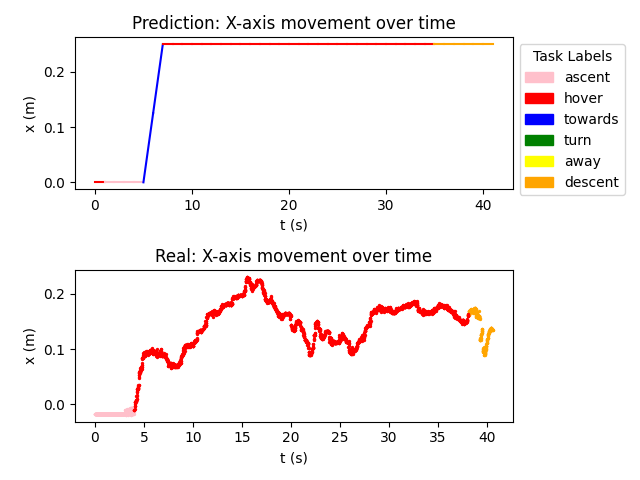 Prediction: X-axis movement over time
x (m)
0.2
0.1
0.0
0
10
20
30
40
t (s)
Task Labels
ascent
hover
towards
turn
away
descent
Real: X-axis movement over time
x (m)
0.2
0.1
0.0
0
5
10
15
20
25
30
35
40
t (s)